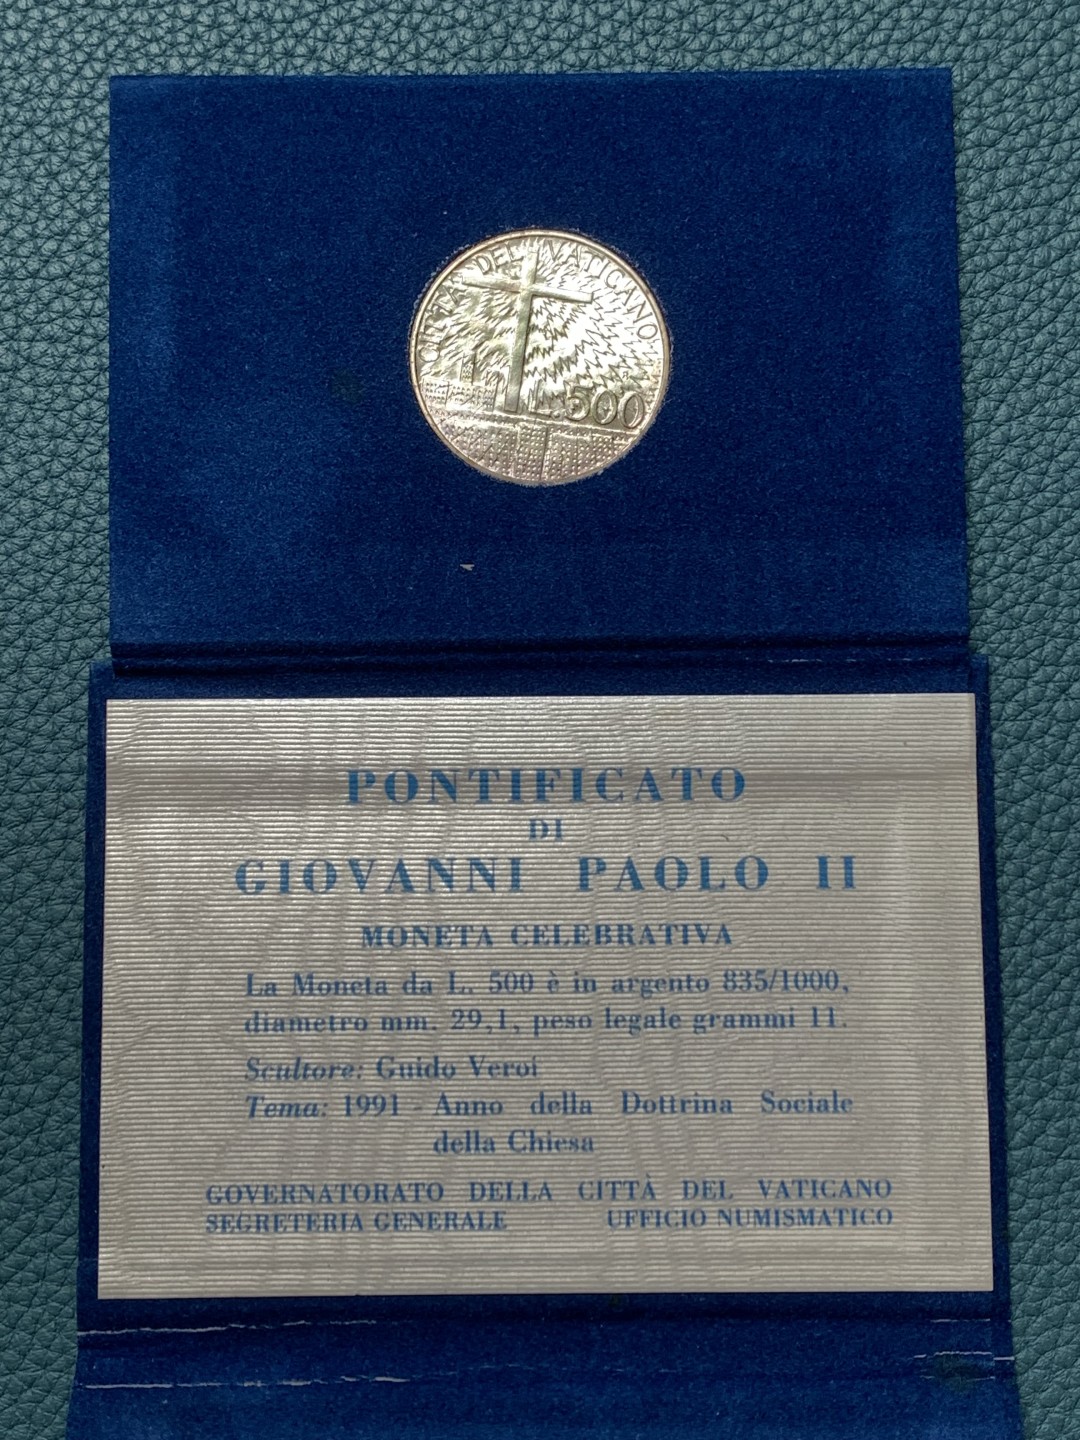 CITTA' DEL VATICANO
L. 500
PONTIFICATO
DI
GIOVANNI PAOLO II
MONETA CELEBRATIVA
La Moneta da L. 500 è in argento 835/1000,
diametro mm. 29,1, peso legale grammi 11.
Scultore: Guido Veroi
Tema: 1991 - Anno della Dottrina Sociale
della Chiesa
GOVERNATORATO DELLA CITTÀ DEL VATICANO
SEGRETERIA GENERALE UFFICIO NUMISMATICO